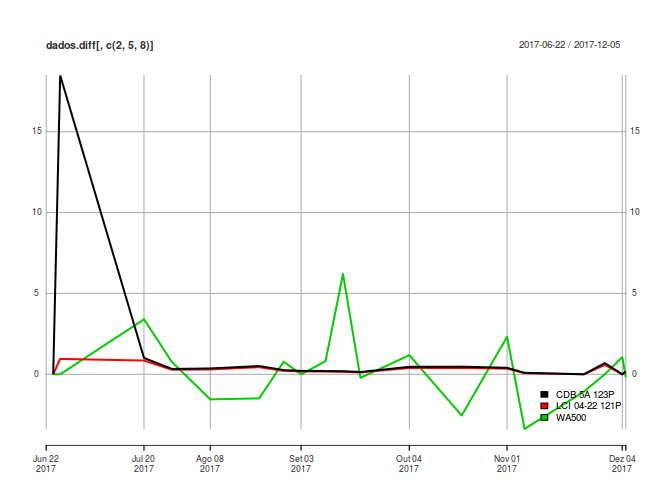 dados.diff[, c(2, 5, 8)]
2017-06-22 / 2017-12-05
15
15
10
10
5
5
0
0
CDB 5A 123P
LCI 04-22 121P
WA500
Jun 22
2017
Jul 20
2017
Ago 08
2017
Set 03
2017
Out 04
2017
Nov 01
2017
Dez 04
2017